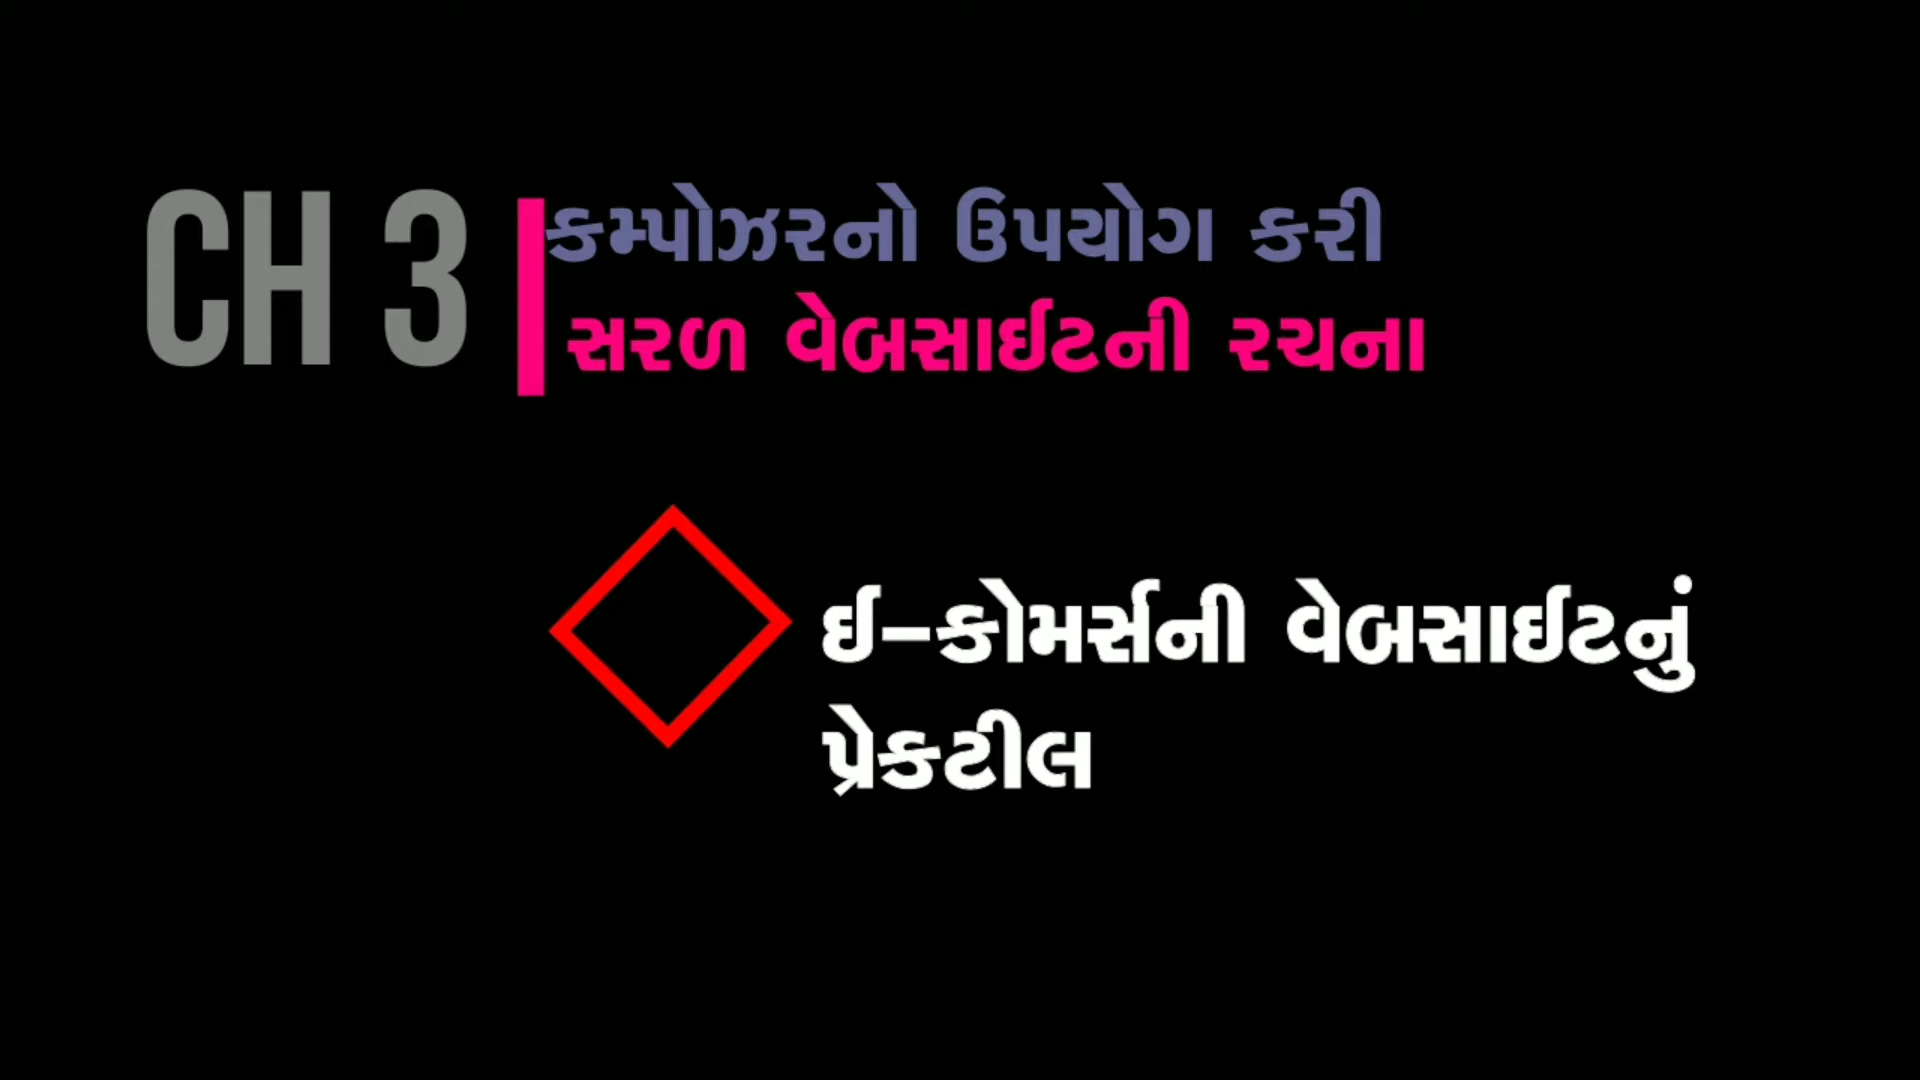 CH 3
કમ્પોઝરનો ઉપયોગ કરી
સરળ વેબસાઈટની રચના
ઈ-કોમર્સની વેબસાઈટનું
પ્રેકટીલ